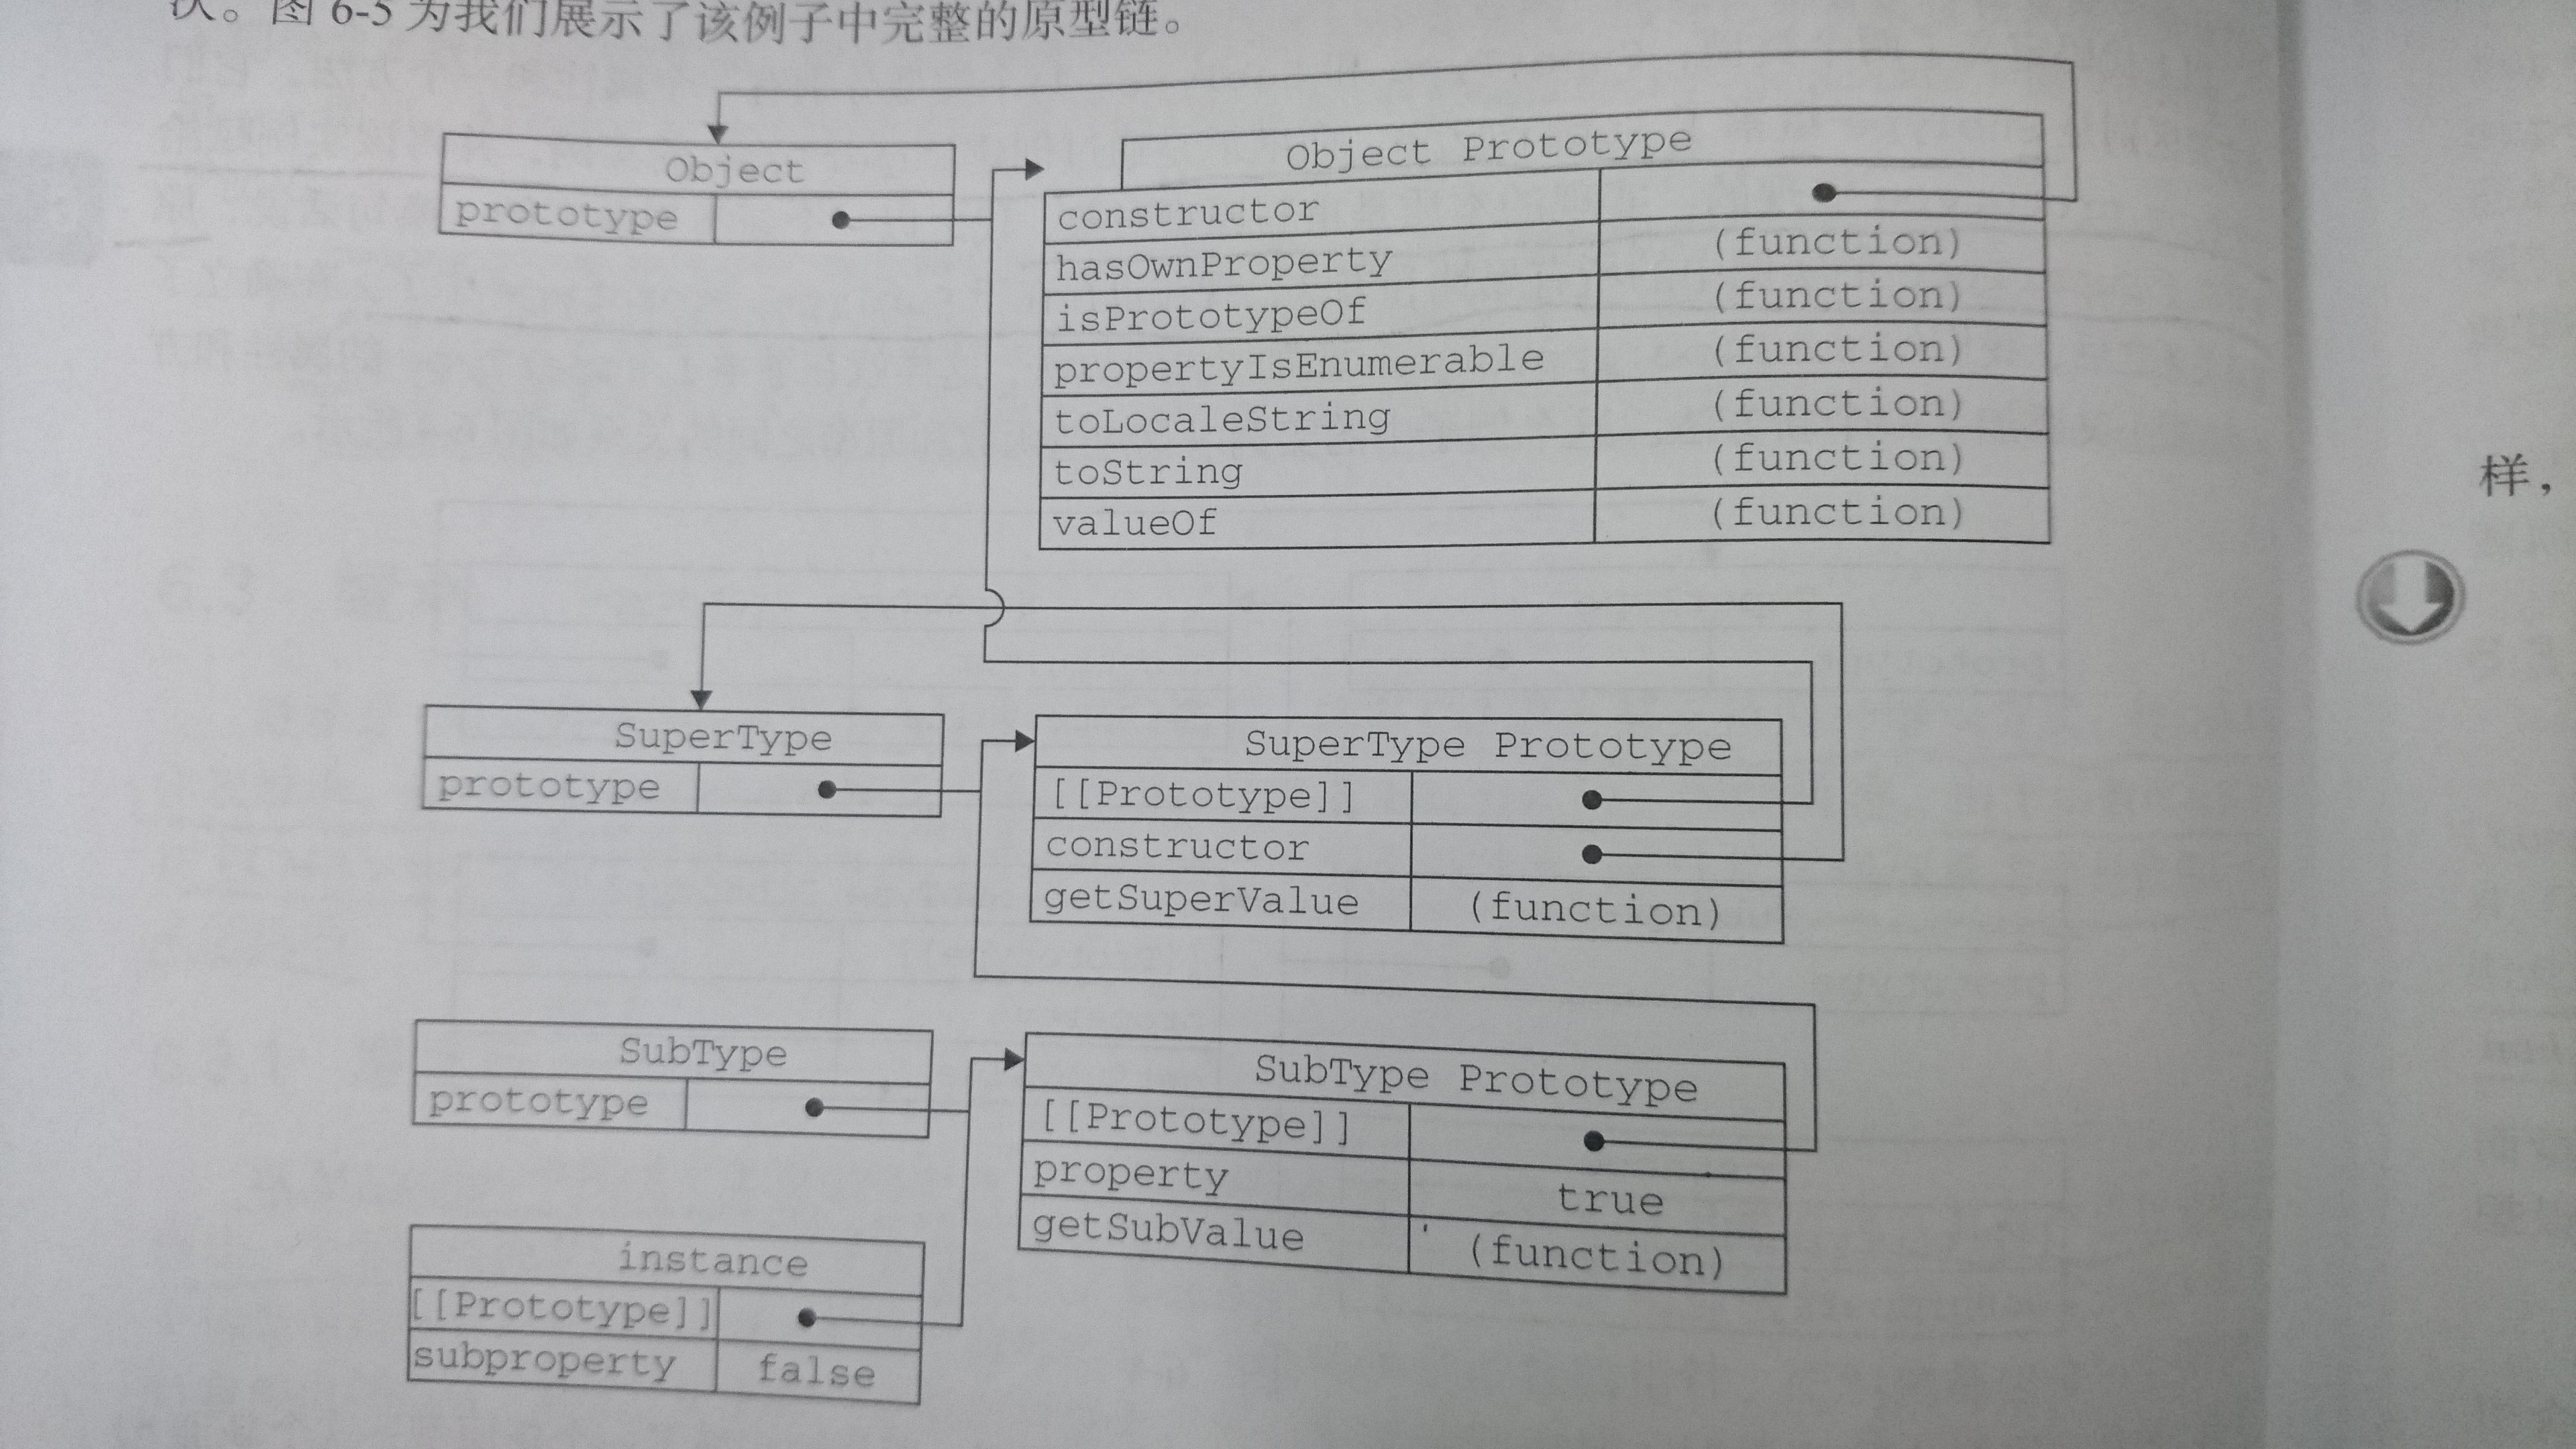 次。图 6-5 为我们展示了该例子中完整的原型链。
Object
prototype
Object Prototype
constructor
hasOwnProperty (function)
isPrototypeOf (function)
propertyIsEnumerable (function)
toLocaleString (function)
toString (function)
valueOf (function)
样，
SuperType
prototype
SuperType Prototype
[[Prototype]]
constructor
getSuperValue (function)
SubType
prototype
SubType Prototype
[[Prototype]]
property true
getSubValue (function)
instance
[[Prototype]]
subproperty false